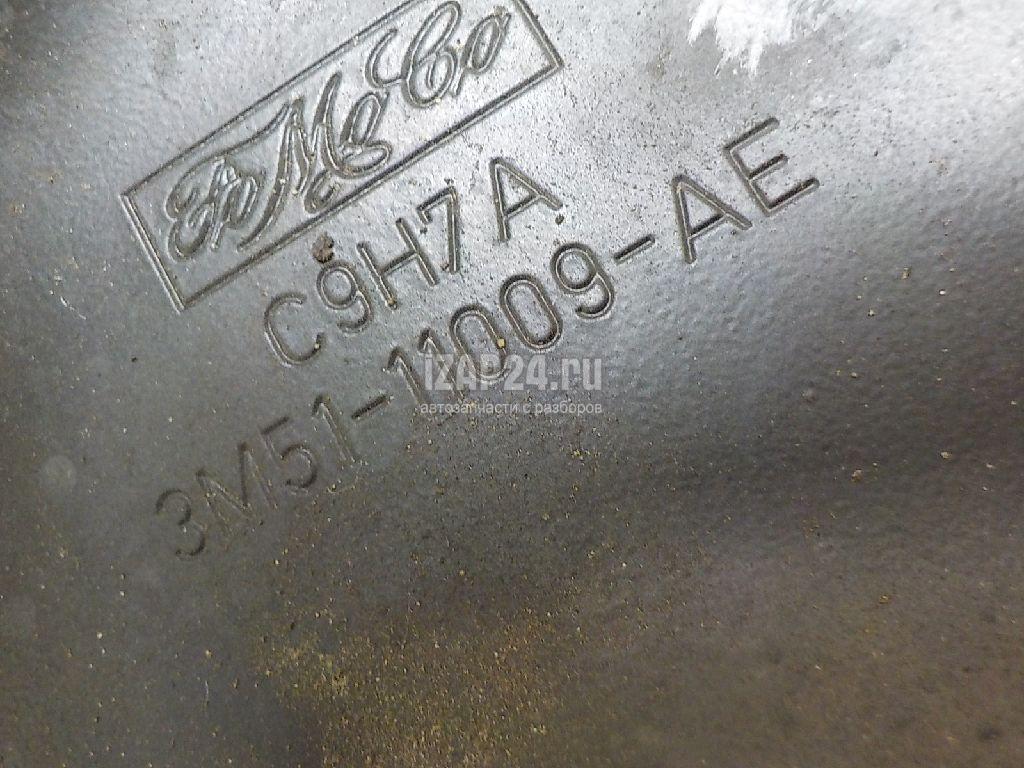 FoMoCo
C9H7A
3M51-11009-AE
IZAP24.ru
автозапчасти с разборов